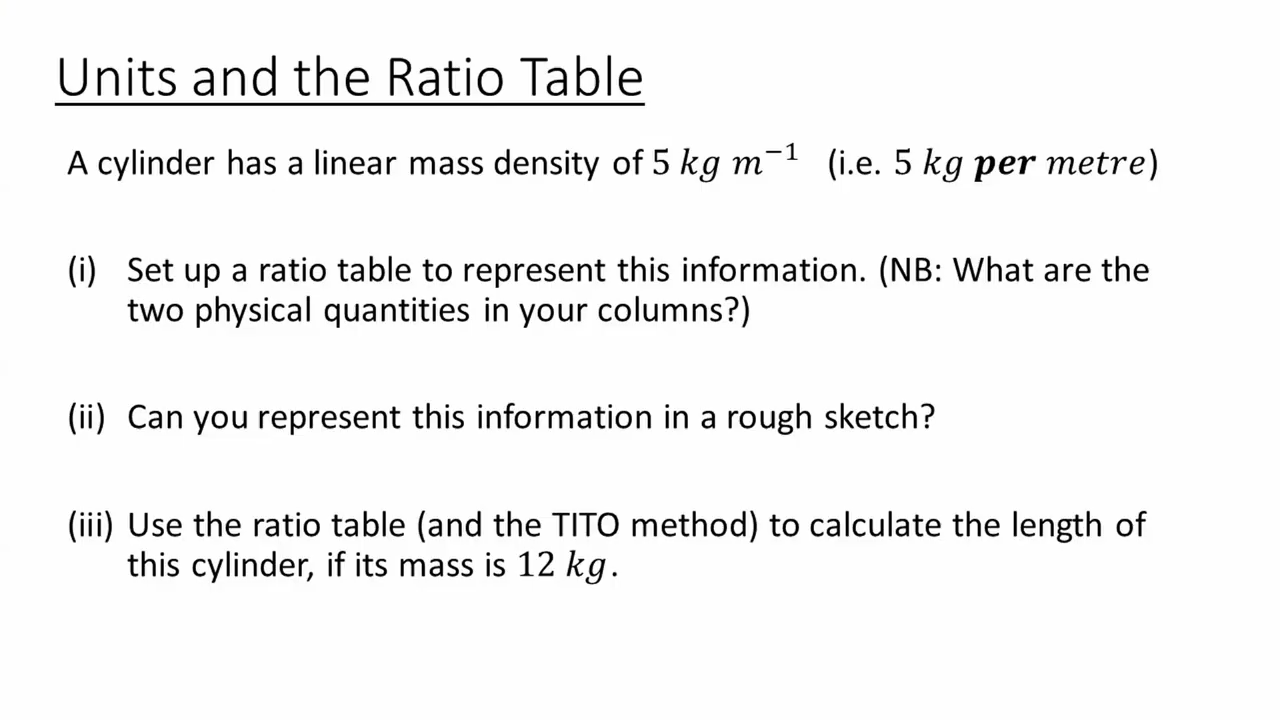 Units and the Ratio Table
A cylinder has a linear mass density of 5 kg m⁻¹ (i.e. 5 kg per metre)
(i) Set up a ratio table to represent this information. (NB: What are the
two physical quantities in your columns?)
(ii) Can you represent this information in a rough sketch?
(iii) Use the ratio table (and the TITO method) to calculate the length of
this cylinder, if its mass is 12 kg.